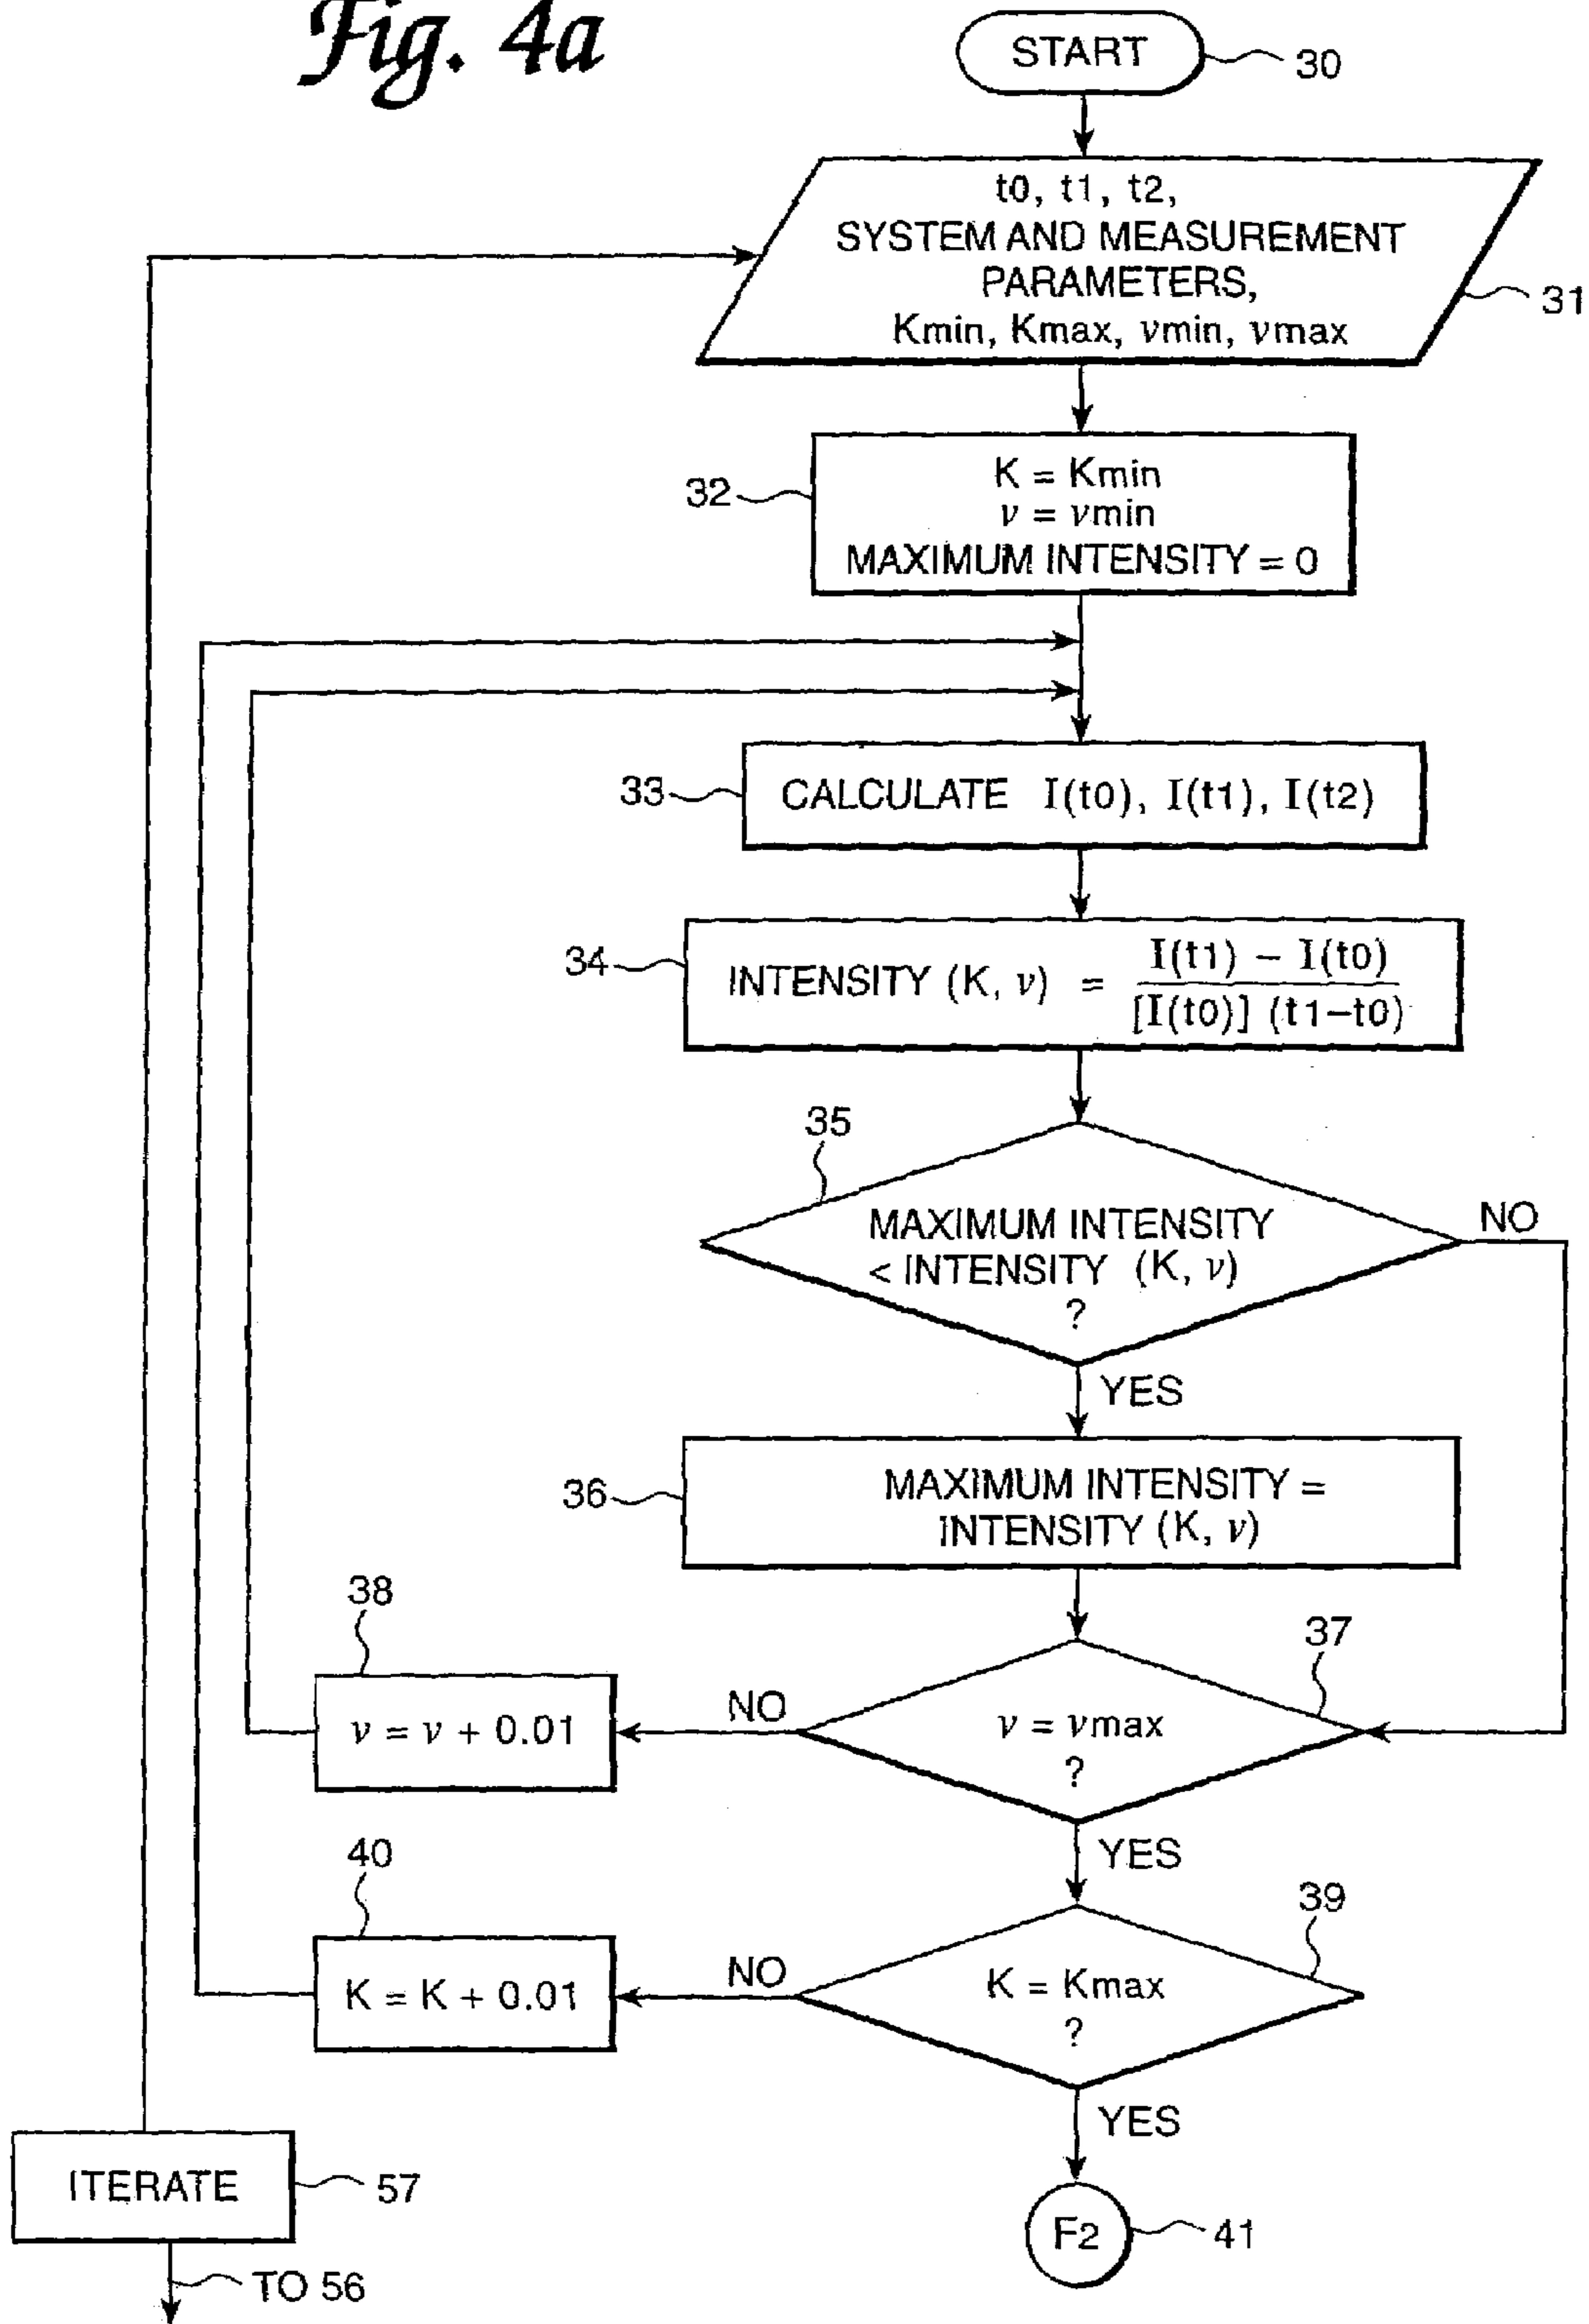 Fig. 4a
START
30
t0, t1, t2,
SYSTEM AND MEASUREMENT
PARAMETERS,
Kmin, Kmax, νmin, νmax
31
32
K = Kmin
ν = νmin
MAXIMUM INTENSITY = 0
33
CALCULATE I(t0), I(t1), I(t2)
34
INTENSITY (K, ν) =
I(t1) – I(t0)
[I(t0)] (t1–t0)
35
MAXIMUM INTENSITY
< INTENSITY (K, ν)
?
NO
YES
36
MAXIMUM INTENSITY =
INTENSITY (K, ν)
38
ν = ν + 0.01
NO
37
ν = νmax
?
YES
40
K = K + 0.01
NO
39
K = Kmax
?
YES
ITERATE
57
F2
41
TO 56